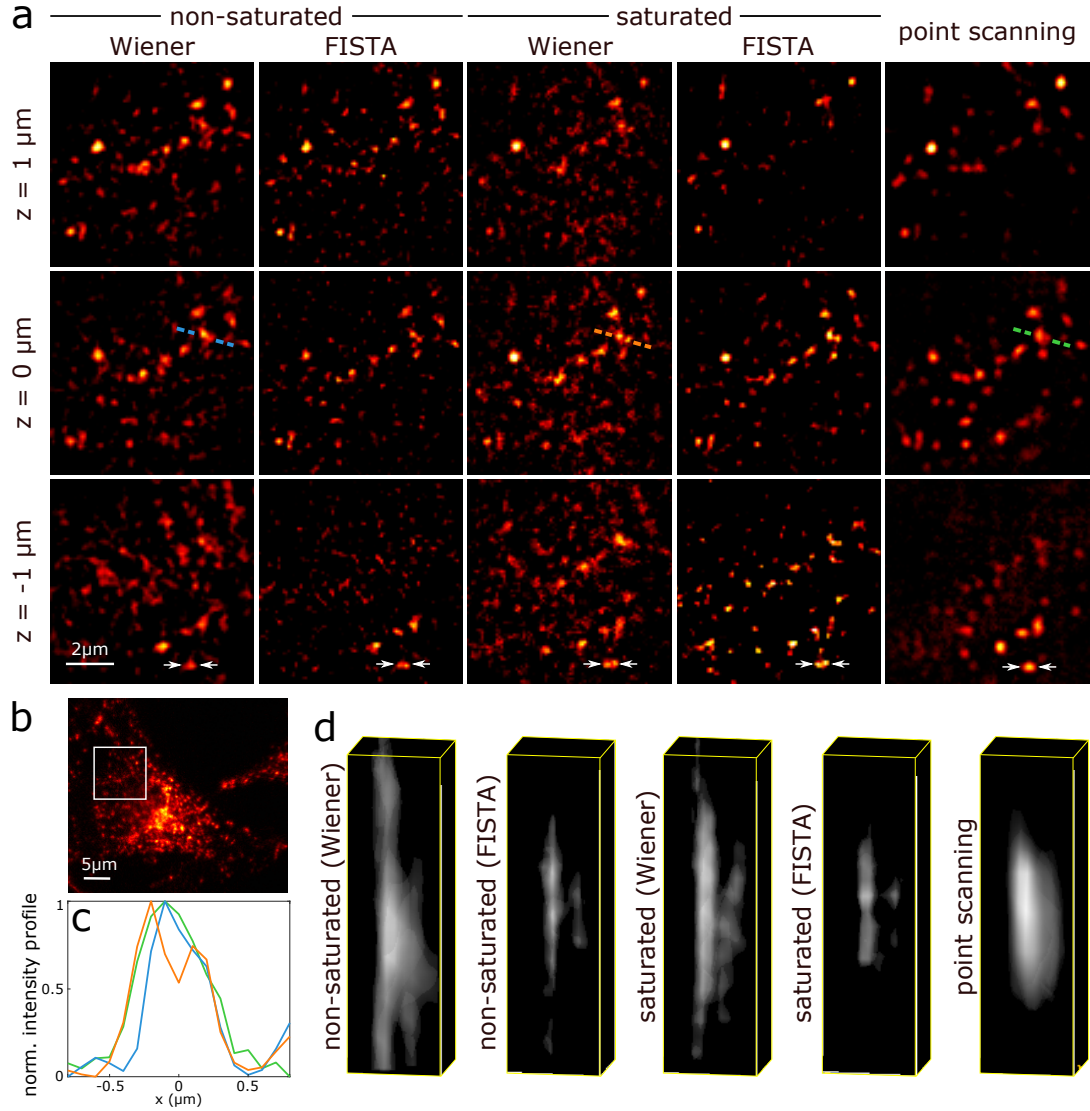 a
non-saturated
saturated
point scanning
Wiener
FISTA
Wiener
FISTA
z = 1 µm
z = 0 µm
z = -1 µm
2µm
b
5µm
c
norm. intensity profile
1
0.5
0
-0.5
0
0.5
x (µm)
d
non-saturated (Wiener)
non-saturated (FISTA)
saturated (Wiener)
saturated (FISTA)
point scanning